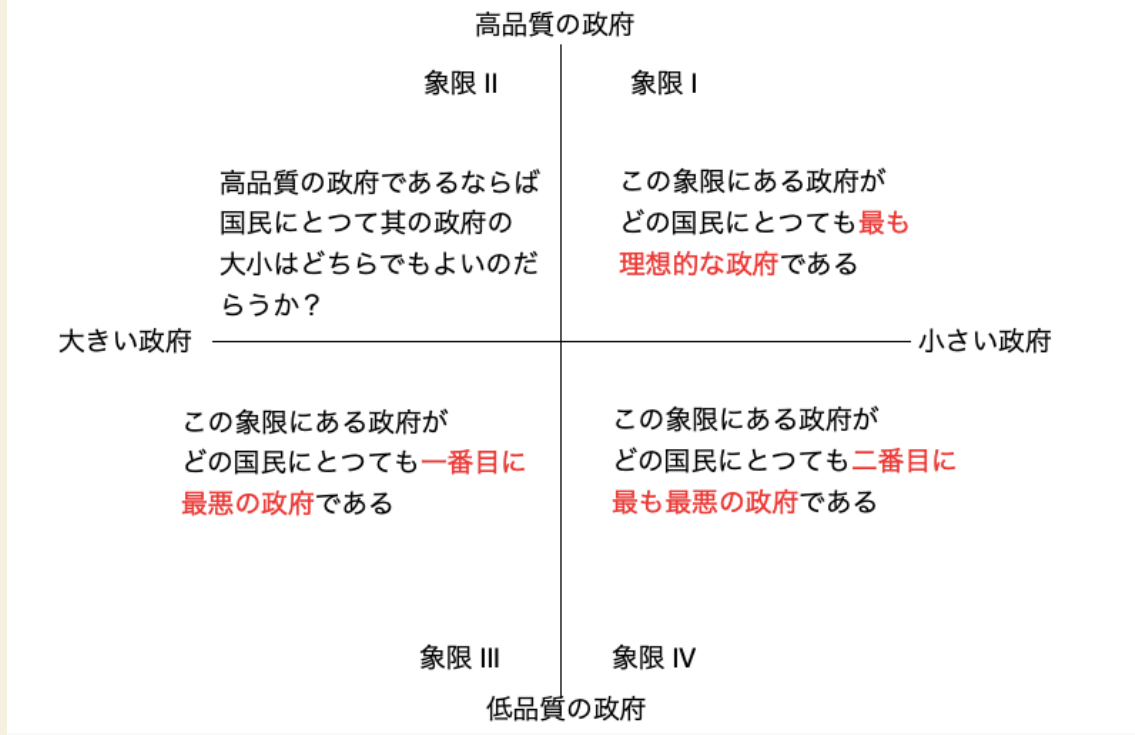 高品質の政府
象限 II
象限 I
高品質の政府であるならば
国民にとつて其の政府の
大小はどちらでもよいのだ
らうか？
この象限にある政府が
どの国民にとつても最も
理想的な政府である
大きい政府
小さい政府
この象限にある政府が
どの国民にとつても一番目に
最悪の政府である
この象限にある政府が
どの国民にとつても二番目に
最も最悪の政府である
象限 III
象限 IV
低品質の政府